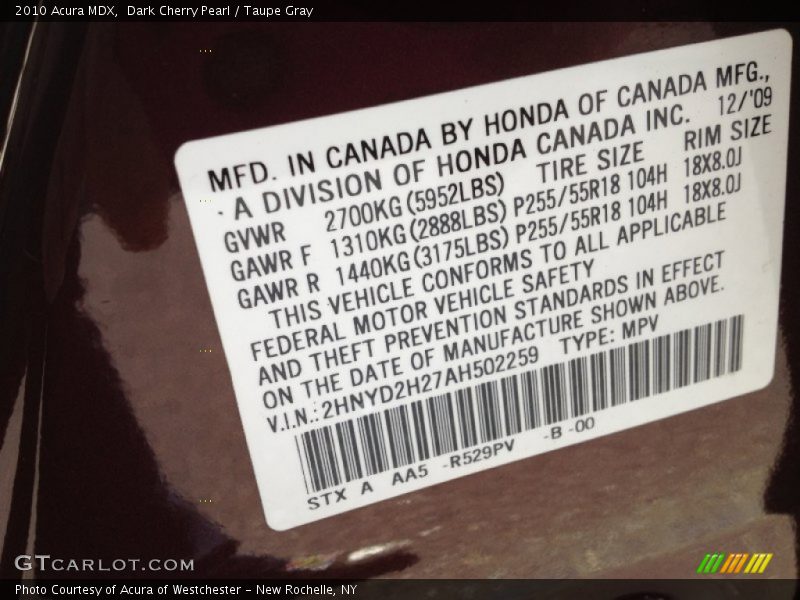 2010 Acura MDX,  Dark Cherry Pearl / Taupe Gray
MFD. IN CANADA BY HONDA OF CANADA MFG.,
A DIVISION OF HONDA CANADA INC. 12/'09
GVWR 2700KG(5952LBS) TIRE SIZE RIM SIZE
GAWR F 1310KG(2888LBS) P255/55R18 104H 18X8.0J
GAWR R 1440KG(3175LBS) P255/55R18 104H 18X8.0J
THIS VEHICLE CONFORMS TO ALL APPLICABLE
FEDERAL MOTOR VEHICLE SAFETY
AND THEFT PREVENTION STANDARDS IN EFFECT
ON THE DATE OF MANUFACTURE SHOWN ABOVE.
V.I.N.:2HNYD2H27AH502259 TYPE: MPV
STX A AA5 -R529PV -B -00
GTCARLOT.COM
Photo Courtesy of Acura of Westchester - New Rochelle, NY